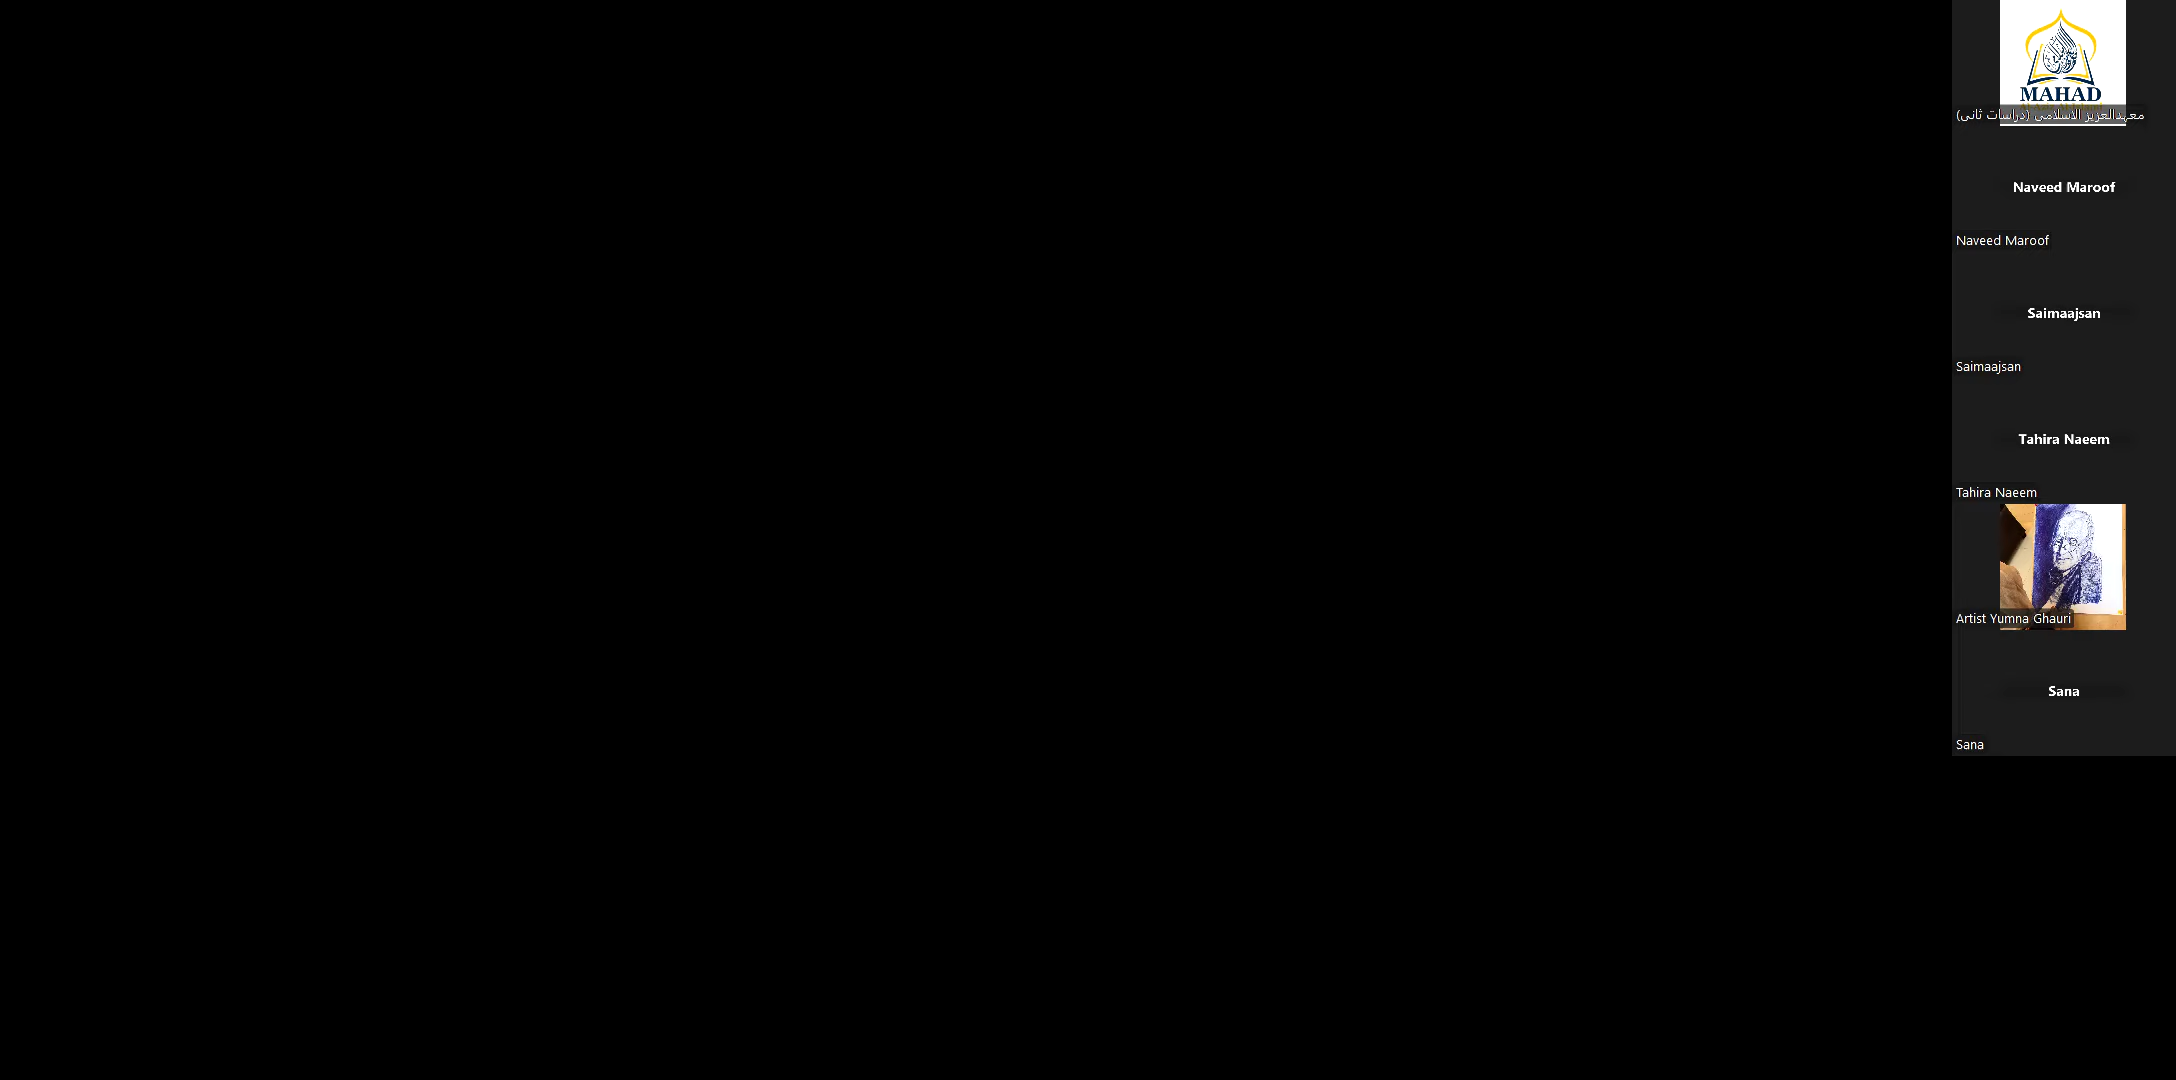 MAHAD
معہدالعزیز الاسلامی (دراسات ثانی)
Naveed Maroof
Naveed Maroof
Saimaajsan
Saimaajsan
Tahira Naeem
Tahira Naeem
Artist Yumna Ghauri
Sana
Sana